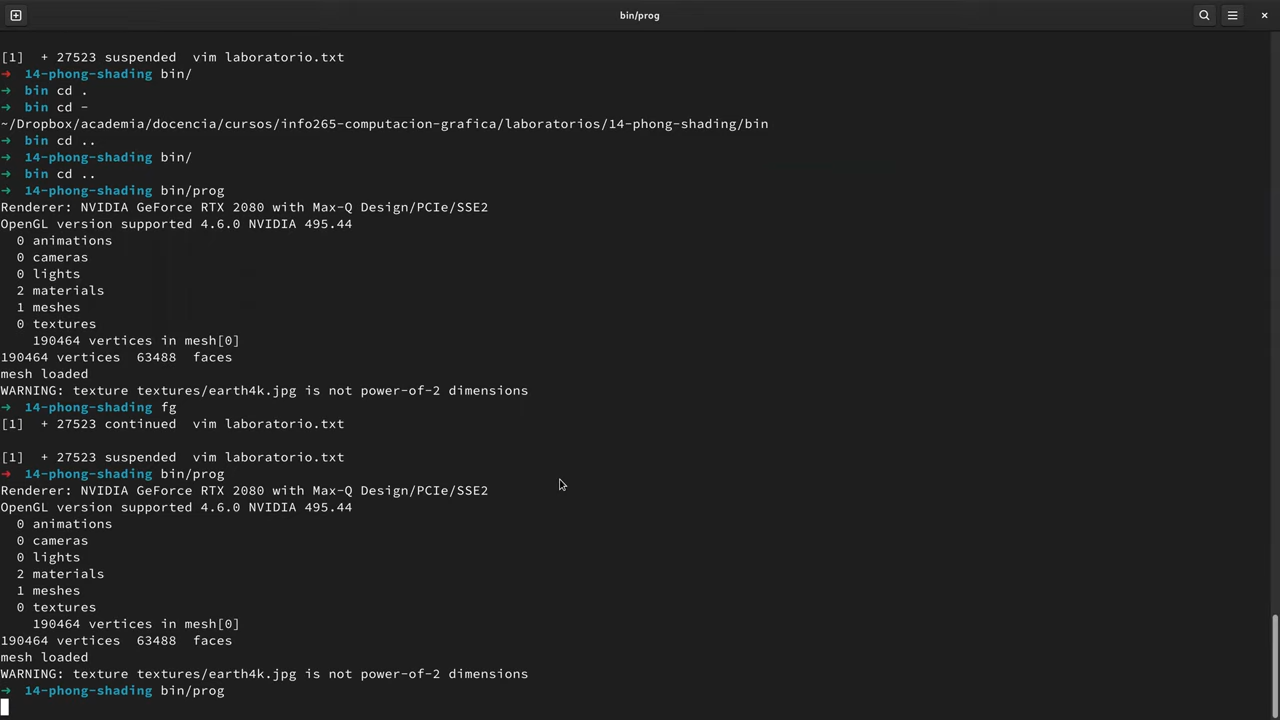 bin/prog
[1]  + 27523 suspended  vim laboratorio.txt
➜  14-phong-shading bin/
➜  bin cd .
➜  bin cd -
~/Dropbox/academia/docencia/cursos/info265-computacion-grafica/laboratorios/14-phong-shading/bin
➜  bin cd ..
➜  14-phong-shading bin/
➜  bin cd ..
➜  14-phong-shading bin/prog
Renderer: NVIDIA GeForce RTX 2080 with Max-Q Design/PCIe/SSE2
OpenGL version supported 4.6.0 NVIDIA 495.44
  0 animations
  0 cameras
  0 lights
  2 materials
  1 meshes
  0 textures
    190464 vertices in mesh[0]
190464 vertices  63488  faces
mesh loaded
WARNING: texture textures/earth4k.jpg is not power-of-2 dimensions
➜  14-phong-shading fg
[1]  + 27523 continued  vim laboratorio.txt
[1]  + 27523 suspended  vim laboratorio.txt
➜  14-phong-shading bin/prog
Renderer: NVIDIA GeForce RTX 2080 with Max-Q Design/PCIe/SSE2
OpenGL version supported 4.6.0 NVIDIA 495.44
  0 animations
  0 cameras
  0 lights
  2 materials
  1 meshes
  0 textures
    190464 vertices in mesh[0]
190464 vertices  63488  faces
mesh loaded
WARNING: texture textures/earth4k.jpg is not power-of-2 dimensions
➜  14-phong-shading bin/prog